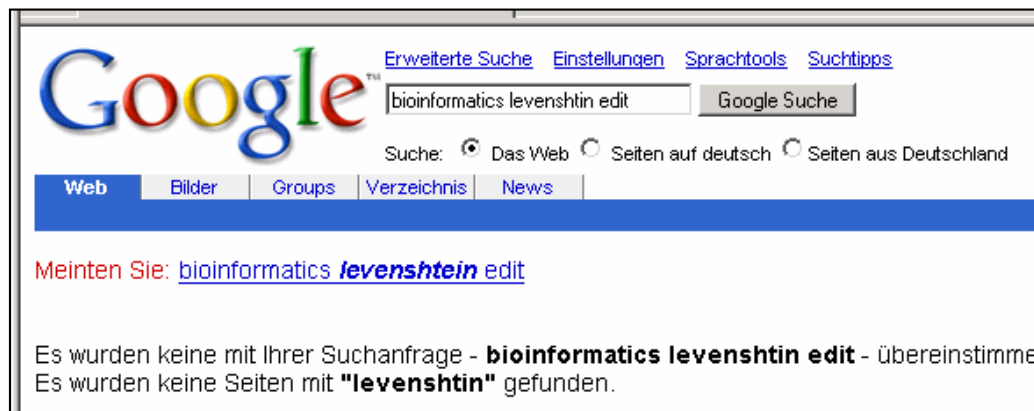 Google™
Erweiterte Suche Einstellungen Sprachtools Suchtipps
bioinformatics levenshtin edit Google Suche
Suche: Das Web Seiten auf deutsch Seiten aus Deutschland
Web Bilder Groups Verzeichnis News
Meinten Sie: bioinformatics levenshtein edit
Es wurden keine mit Ihrer Suchanfrage - bioinformatics levenshtin edit - übereinstimme
Es wurden keine Seiten mit "levenshtin" gefunden.